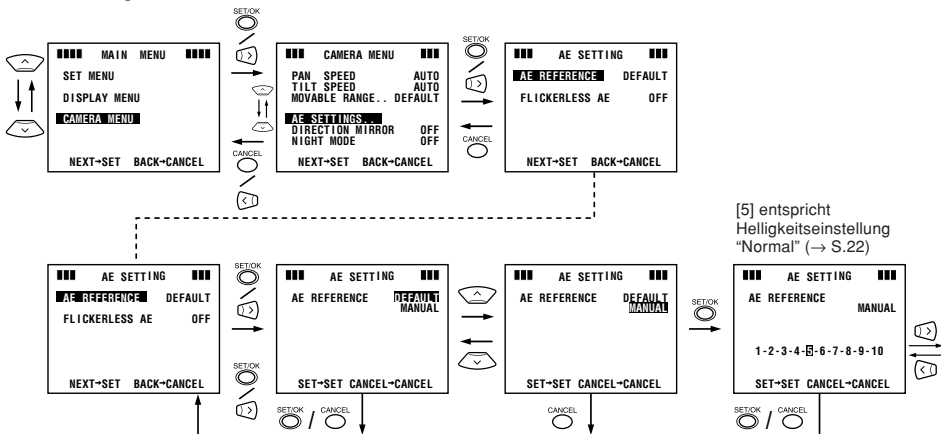 SET/OK
MAIN MENU
SET MENU
DISPLAY MENU
CAMERA MENU
NEXT→SET BACK→CANCEL
CANCEL
CAMERA MENU
PAN SPEED AUTO
TILT SPEED AUTO
MOVABLE RANGE.. DEFAULT
AE SETTINGS..
DIRECTION MIRROR OFF
NIGHT MODE OFF
NEXT→SET BACK→CANCEL
SET/OK
CANCEL
AE SETTING
AE REFERENCE DEFAULT
FLICKERLESS AE OFF
NEXT→SET BACK→CANCEL
[5] entspricht
Helligkeitseinstellung
“Normal” (→ S.22)
AE SETTING
AE REFERENCE DEFAULT
FLICKERLESS AE OFF
NEXT→SET BACK→CANCEL
SET/OK
SET/OK
AE SETTING
AE REFERENCE DEFAULT
MANUAL
SET→SET CANCEL→CANCEL
SET/OK / CANCEL
AE SETTING
AE REFERENCE DEFAULT
MANUAL
SET→SET CANCEL→CANCEL
CANCEL
SET/OK
AE SETTING
AE REFERENCE
MANUAL
1-2-3-4-5-6-7-8-9-10
SET→SET CANCEL→CANCEL
SET/OK / CANCEL